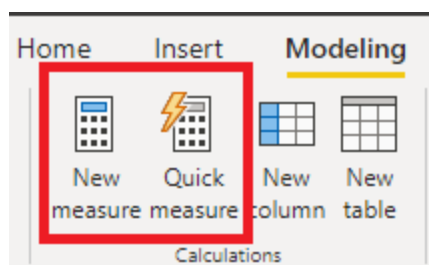 Home Insert Modeling
New Quick New New
measure measure column table
Calculations